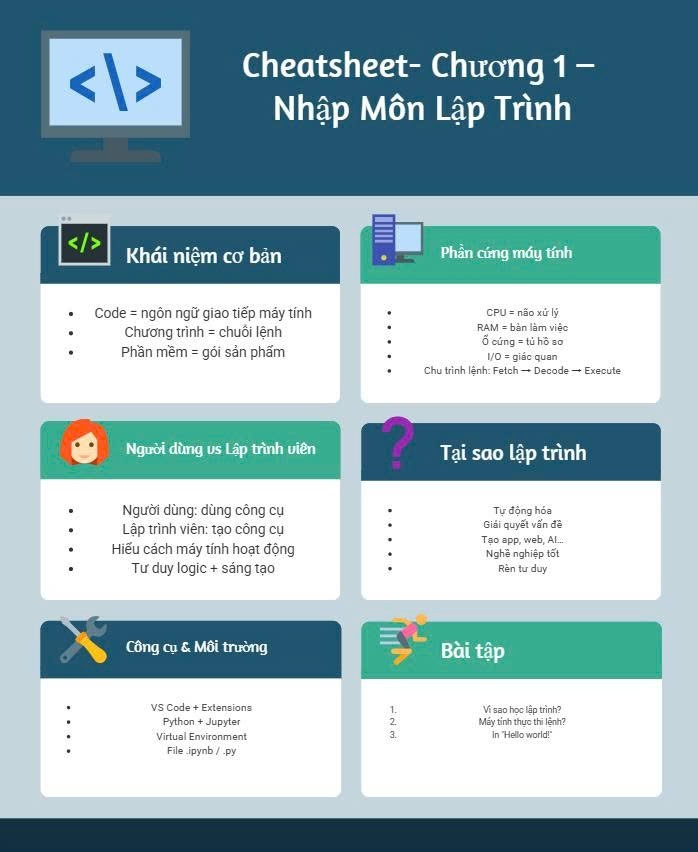 </>
Cheatsheet- Chương 1 –
Nhập Môn Lập Trình
</>
Khái niệm cơ bản
• Code = ngôn ngữ giao tiếp máy tính
• Chương trình = chuỗi lệnh
• Phần mềm = gói sản phẩm
Phần cứng máy tính
• CPU = não xử lý
• RAM = bàn làm việc
• Ổ cứng = tủ hồ sơ
• I/O = giác quan
• Chu trình lệnh: Fetch → Decode → Execute
Người dùng vs Lập trình viên
• Người dùng: dùng công cụ
• Lập trình viên: tạo công cụ
• Hiểu cách máy tính hoạt động
• Tư duy logic + sáng tạo
Tại sao lập trình
• Tự động hóa
• Giải quyết vấn đề
• Tạo app, web, AI...
• Nghề nghiệp tốt
• Rèn tư duy
Công cụ & Môi trường
• VS Code + Extensions
• Python + Jupyter
• Virtual Environment
• File .ipynb / .py
Bài tập
1. Vì sao học lập trình?
2. Máy tính thực thi lệnh?
3. In "Hello world!"